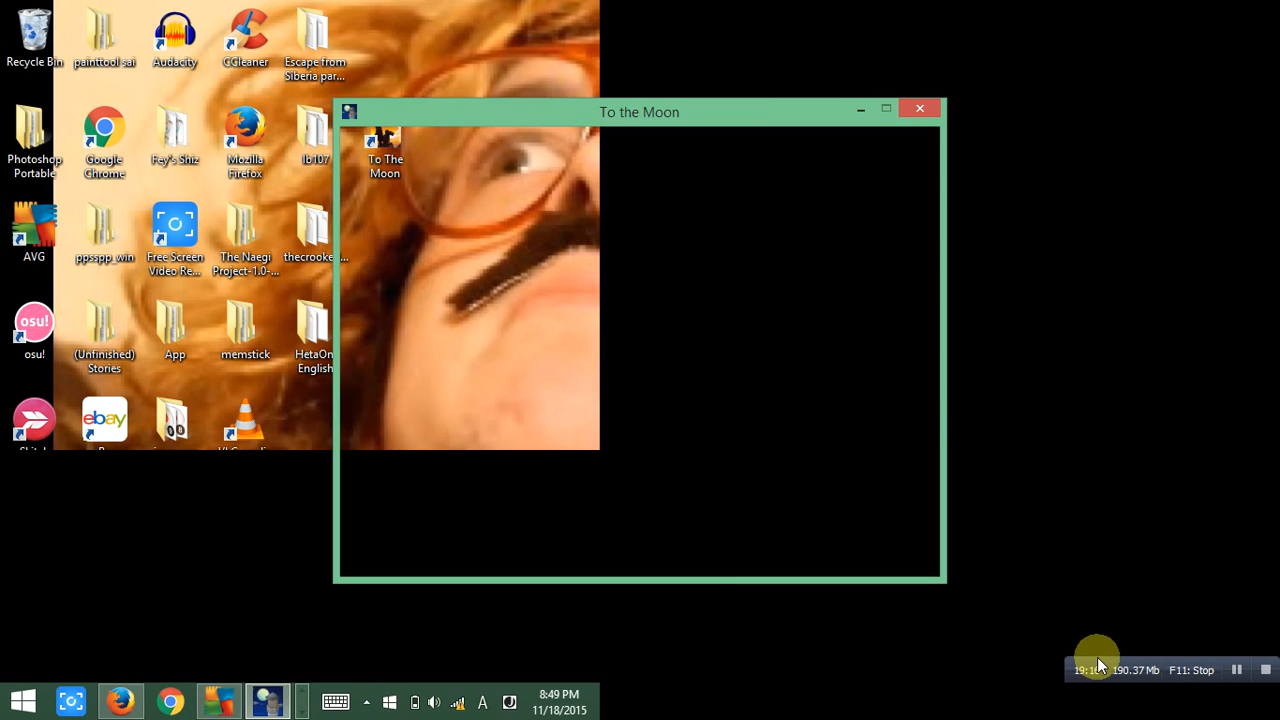 Recycle Bin
painttool sai
Audacity
CCleaner
Escape from
Siberia par...
To the Moon
Photoshop
Portable
Google
Chrome
Fey's Shiz
Mozilla
Firefox
lb107
To The
Moon
AVG
ppsspp_win
Free Screen
Video Re...
The Naegi
Project-1.0-...
thecrooke...
osu!
osu!
(Unfinished)
Stories
App
memstick
HetaOn
English
ebay
19:1
190.37 Mb
F11: Stop
A
8:49 PM
11/18/2015